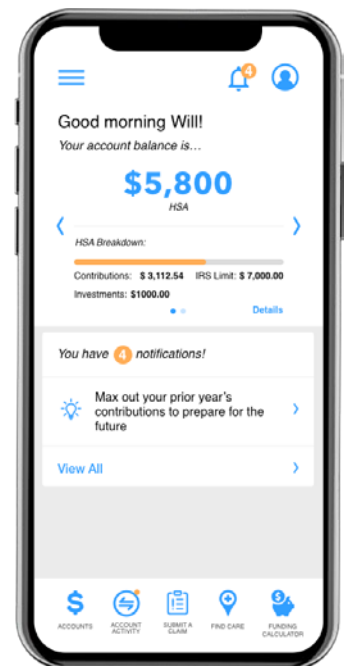 4
Good morning Will!
Your account balance is...
$5,800
HSA
HSA Breakdown:
Contributions: $ 3,112.54 IRS Limit: $ 7,000.00
Investments: $1000.00
Details
You have 4 notifications!
Max out your prior year's
contributions to prepare for the
future
View All
ACCOUNTS
ACCOUNT
ACTIVITY
SUBMIT A
CLAIM
FIND CARE
FUNDING
CALCULATOR